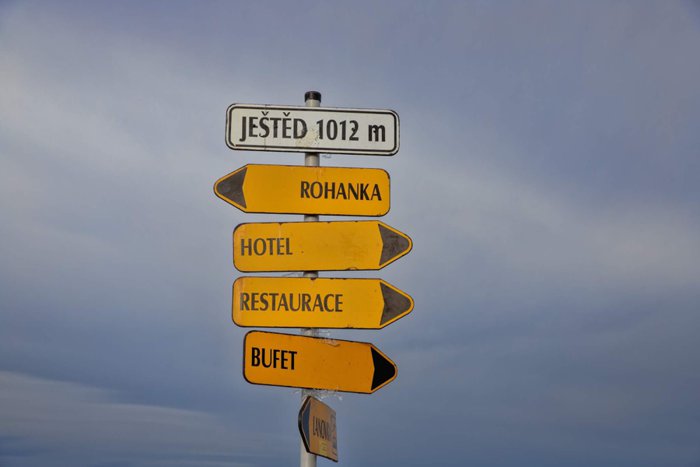 JEŠTĚD 1012 m
ROHANKA
HOTEL
RESTAURACE
BUFET